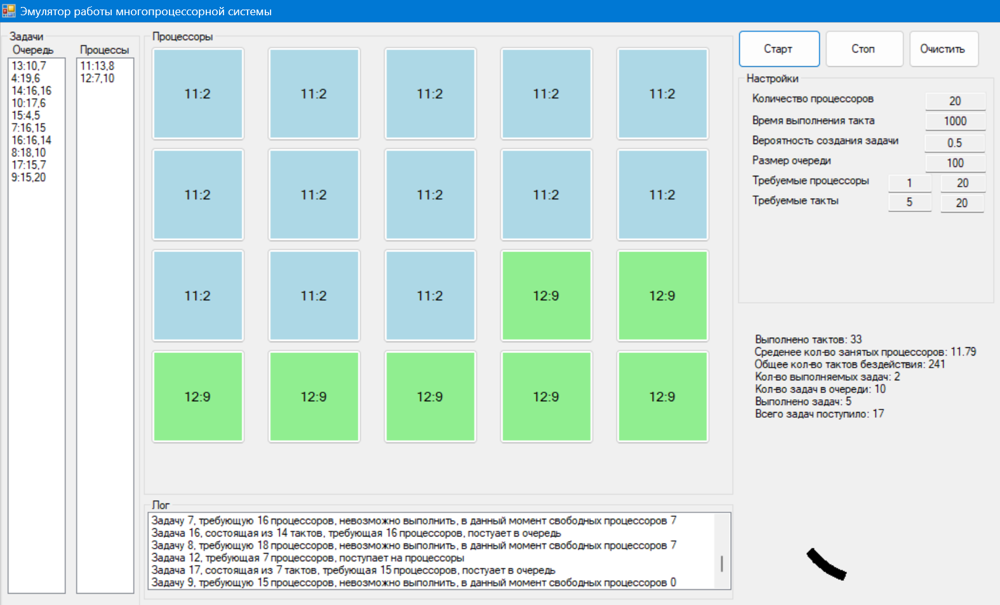 Эмулятор работы многопроцессорной системы
Задачи
Очередь
13:10,7
4:19,6
14:16,16
10:17,6
15:4,5
7:16,15
16:16,14
8:18,10
17:15,7
9:15,20
Процессы
11:13,8
12:7,10
Процессоры
11:2 11:2 11:2 11:2 11:2
11:2 11:2 11:2 11:2 11:2
11:2 11:2 11:2 12:9 12:9
12:9 12:9 12:9 12:9 12:9
Лог
Задачу 7, требующую 16 процессоров, невозможно выполнить, в данный момент свободных процессоров 7
Задача 16, состоящая из 14 тактов, требующая 16 процессоров, постуает в очередь
Задачу 8, требующую 18 процессоров, невозможно выполнить, в данный момент свободных процессоров 7
Задача 12, требующая 7 процессоров, поступает на процессоры
Задача 17, состоящая из 7 тактов, требующая 15 процессоров, постуает в очередь
Задачу 9, требующую 15 процессоров, невозможно выполнить, в данный момент свободных процессоров 0
Старт Стоп Очистить
Настройки
Количество процессоров 20
Время выполнения такта 1000
Вероятность создания задачи 0.5
Размер очереди 100
Требуемые процессоры 1 20
Требуемые такты 5 20
Выполнено тактов: 33
Среденее кол-во занятых процессоров: 11.79
Общее кол-во тактов бездействия: 241
Кол-во выполняемых задач: 2
Кол-во задач в очереди: 10
Выполнено задач: 5
Всего задач поступило: 17